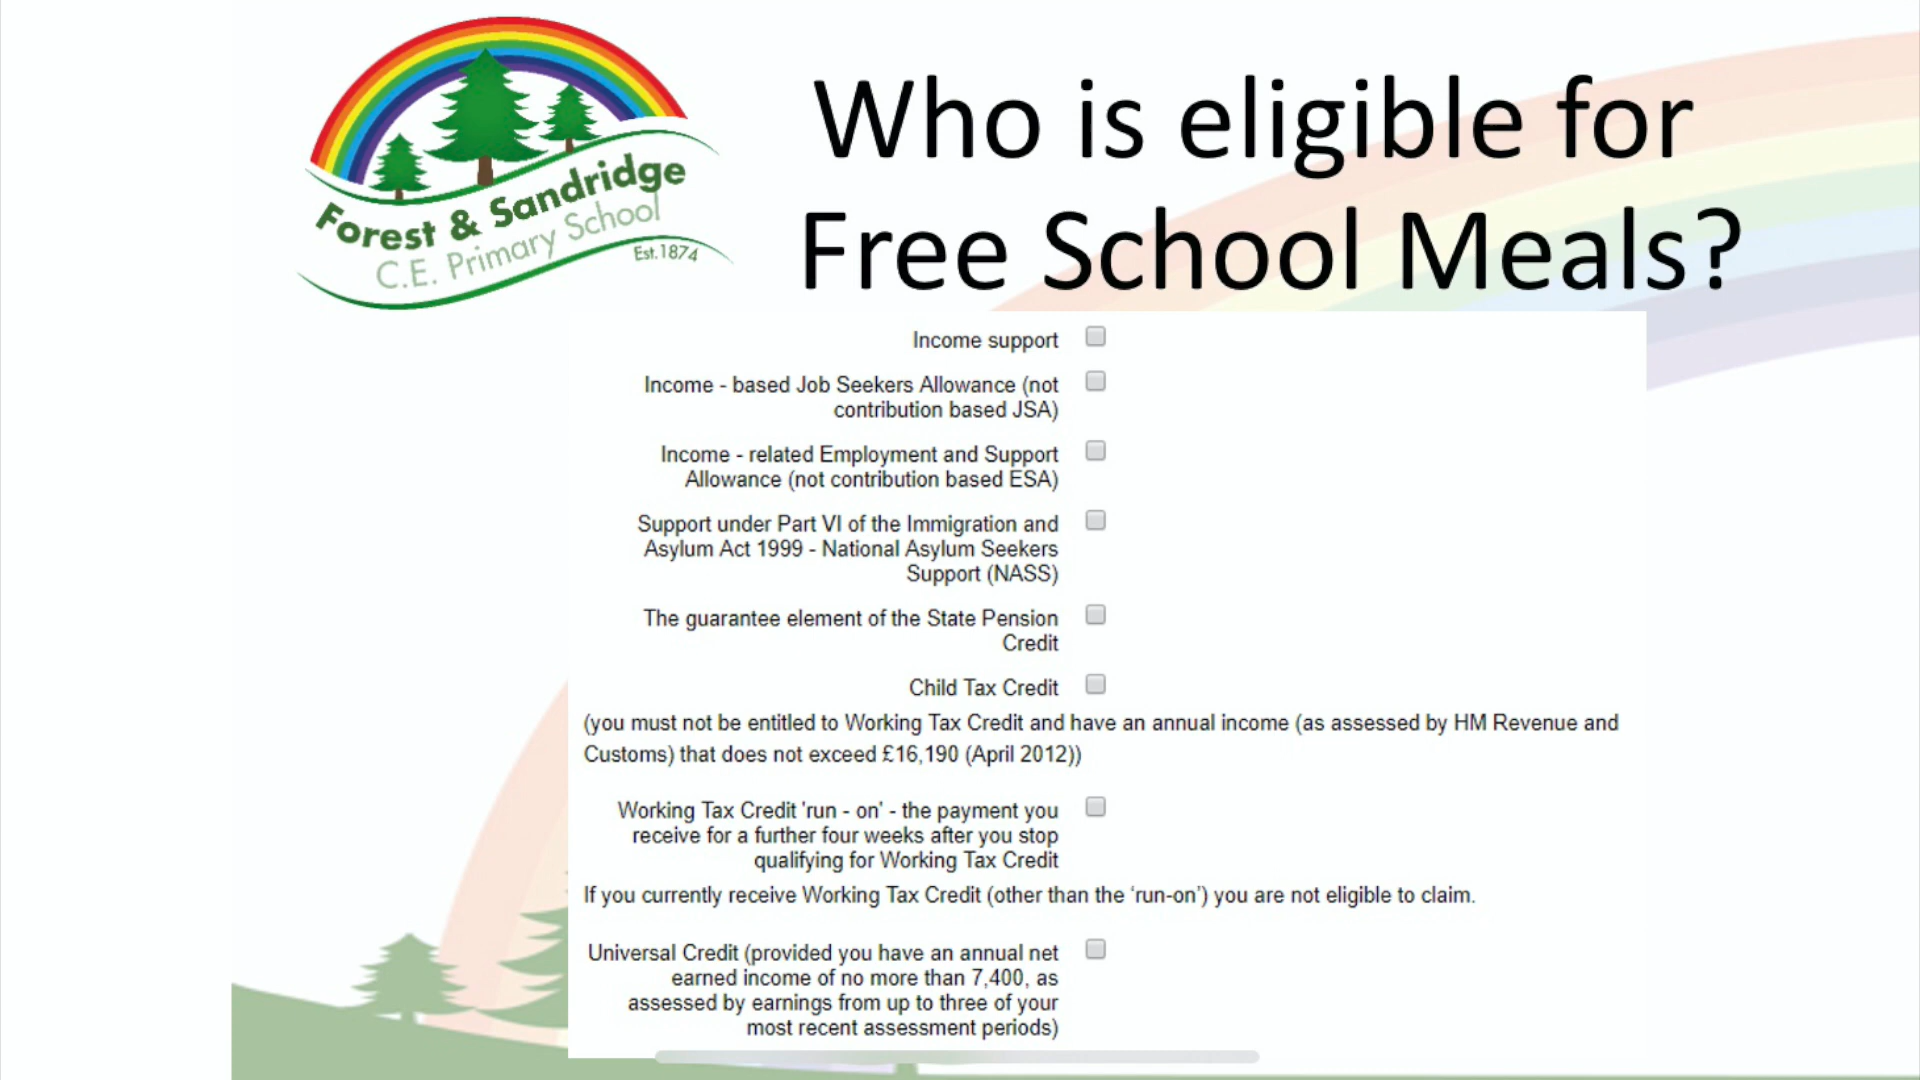 Forest & Sandridge
C.E. Primary School
Est.1874
Who is eligible for
Free School Meals?
Income support
Income - based Job Seekers Allowance (not
contribution based JSA)
Income - related Employment and Support
Allowance (not contribution based ESA)
Support under Part VI of the Immigration and
Asylum Act 1999 - National Asylum Seekers
Support (NASS)
The guarantee element of the State Pension
Credit
Child Tax Credit
(you must not be entitled to Working Tax Credit and have an annual income (as assessed by HM Revenue and
Customs) that does not exceed £16,190 (April 2012))
Working Tax Credit 'run - on' - the payment you
receive for a further four weeks after you stop
qualifying for Working Tax Credit
If you currently receive Working Tax Credit (other than the ‘run-on’) you are not eligible to claim.
Universal Credit (provided you have an annual net
earned income of no more than 7,400, as
assessed by earnings from up to three of your
most recent assessment periods)